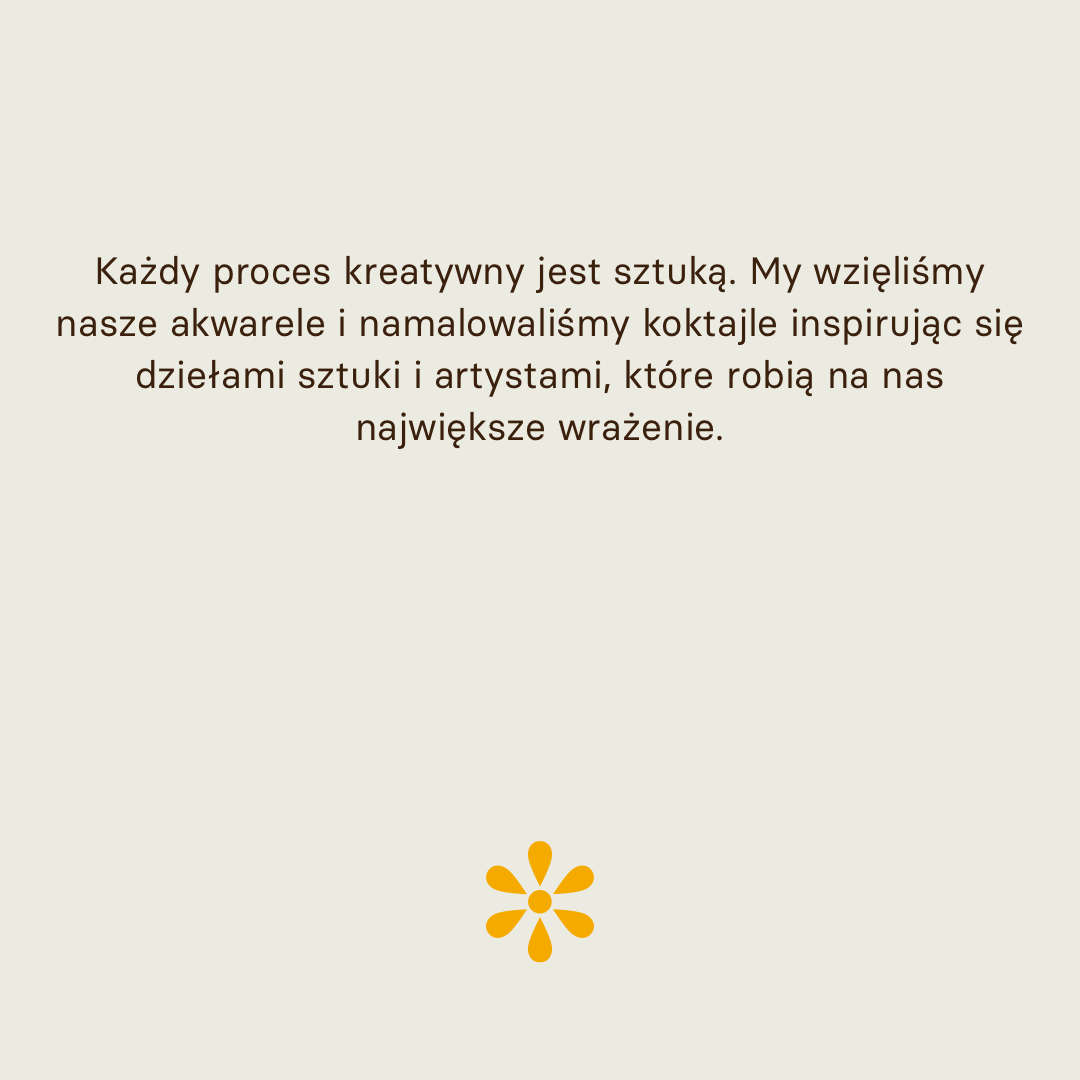 Każdy proces kreatywny jest sztuką. My wzięliśmy
nasze akwarele i namalowaliśmy koktajle inspirując się
dziełami sztuki i artystami, które robią na nas
największe wrażenie.